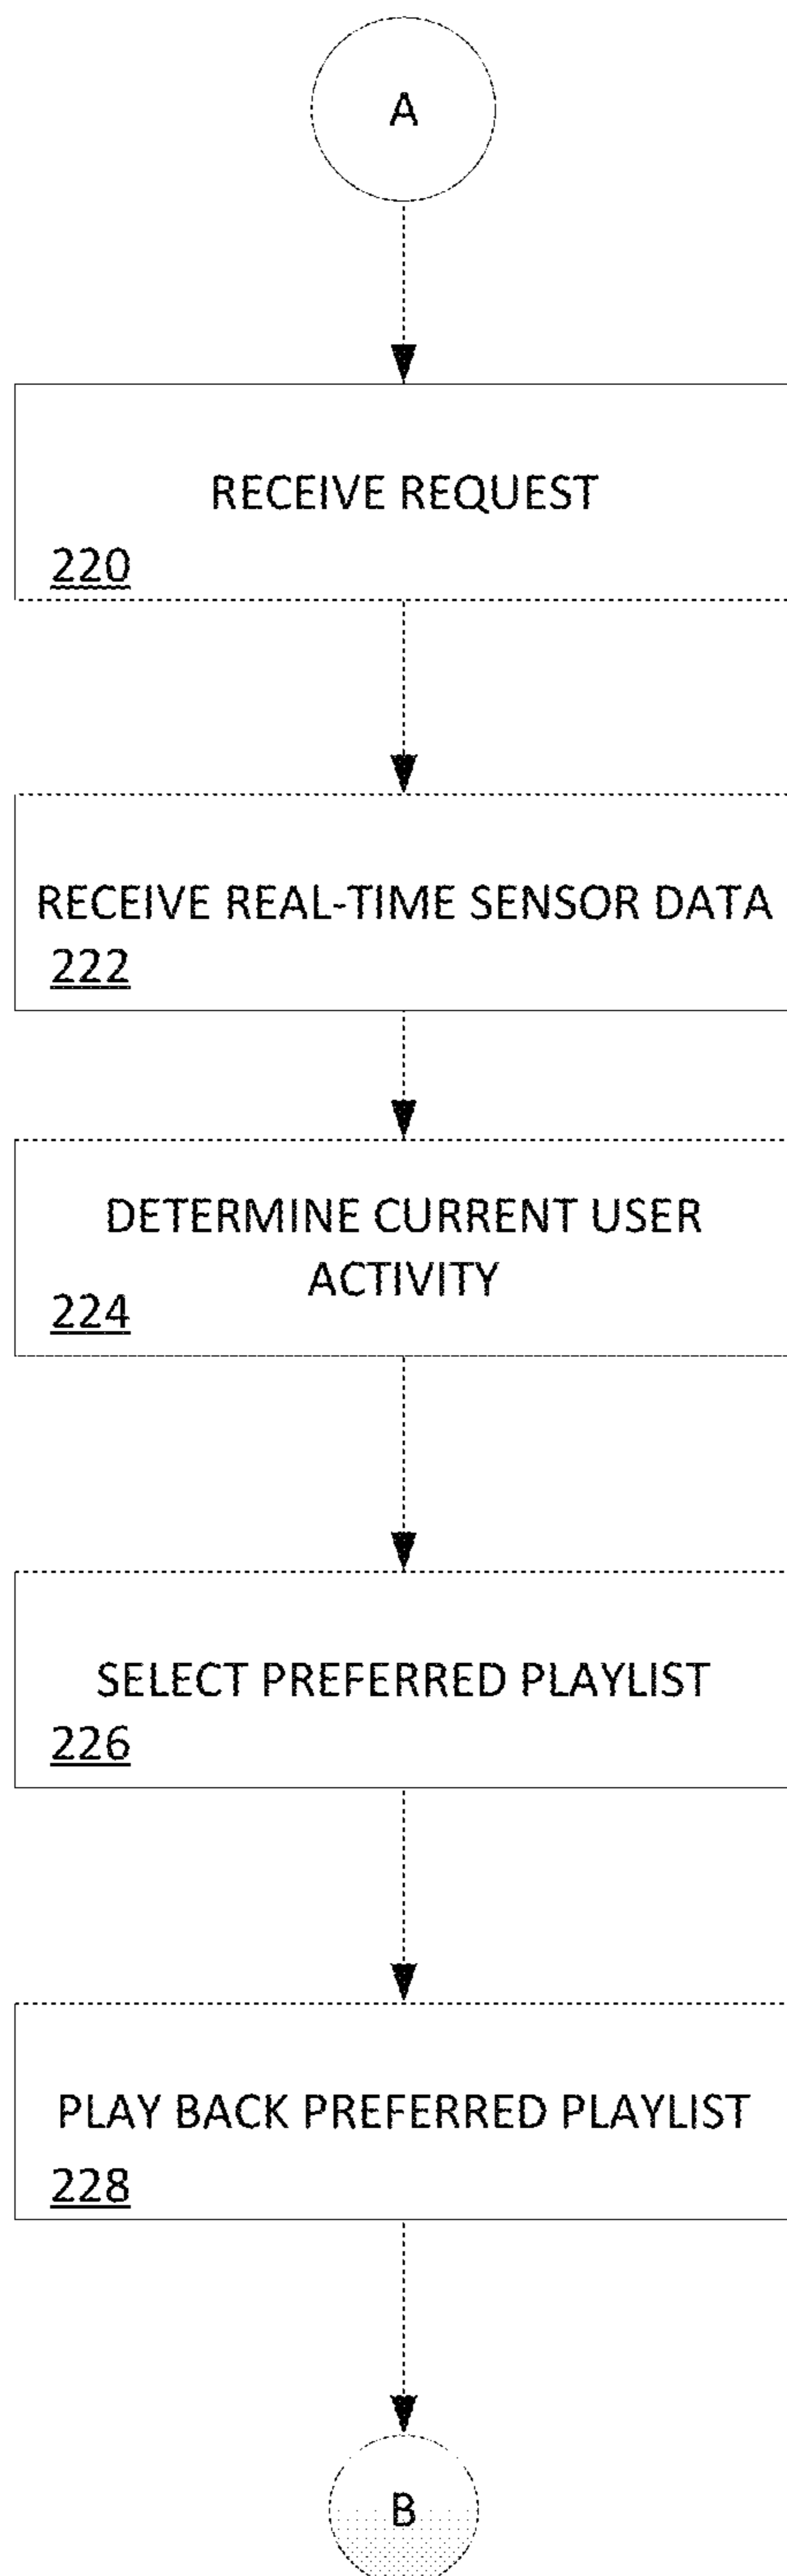 A
RECEIVE REQUEST
220
RECEIVE REAL-TIME SENSOR DATA
222
DETERMINE CURRENT USER
ACTIVITY
224
SELECT PREFERRED PLAYLIST
226
PLAY BACK PREFERRED PLAYLIST
228
B